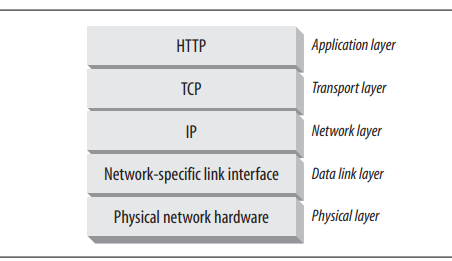 HTTP Application layer
TCP Transport layer
IP Network layer
Network-specific link interface Data link layer
Physical network hardware Physical layer